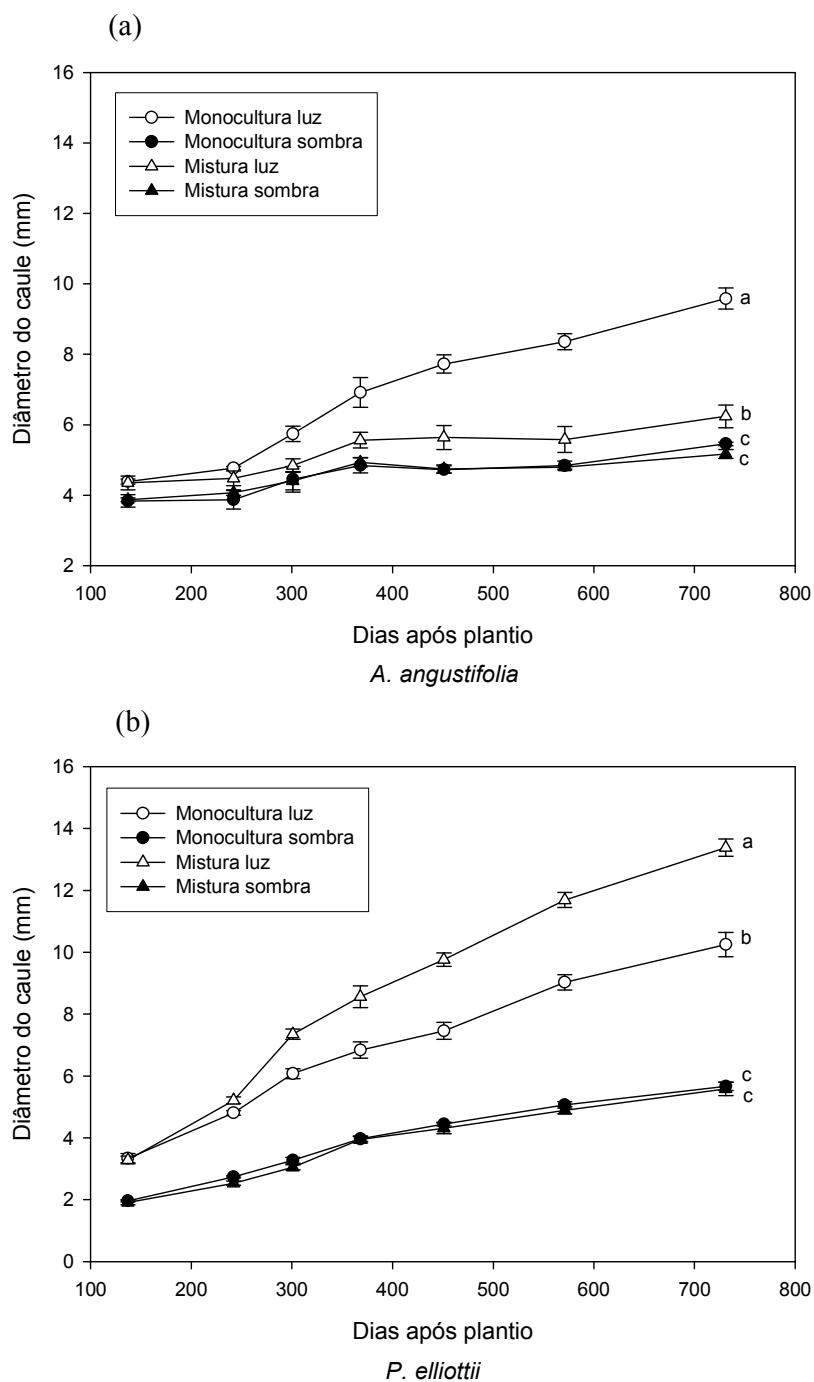 (a)
16
14
12
10
8
6
4
2
Diâmetro do caule (mm)
Monocultura luz
Monocultura sombra
Mistura luz
Mistura sombra
a
b
c
c
100 200 300 400 500 600 700 800
Dias após plantio
A. angustifolia
(b)
16
14
12
10
8
6
4
2
0
Diâmetro do caule (mm)
Monocultura luz
Monocultura sombra
Mistura luz
Mistura sombra
a
b
c
c
100 200 300 400 500 600 700 800
Dias após plantio
P. elliottii